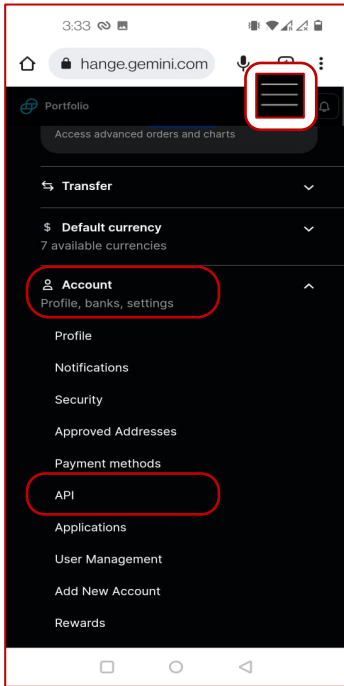 3:33
hange.gemini.com
Portfolio
Access advanced orders and charts
Transfer
$ Default currency
7 available currencies
Account
Profile, banks, settings
Profile
Notifications
Security
Approved Addresses
Payment methods
API
Applications
User Management
Add New Account
Rewards